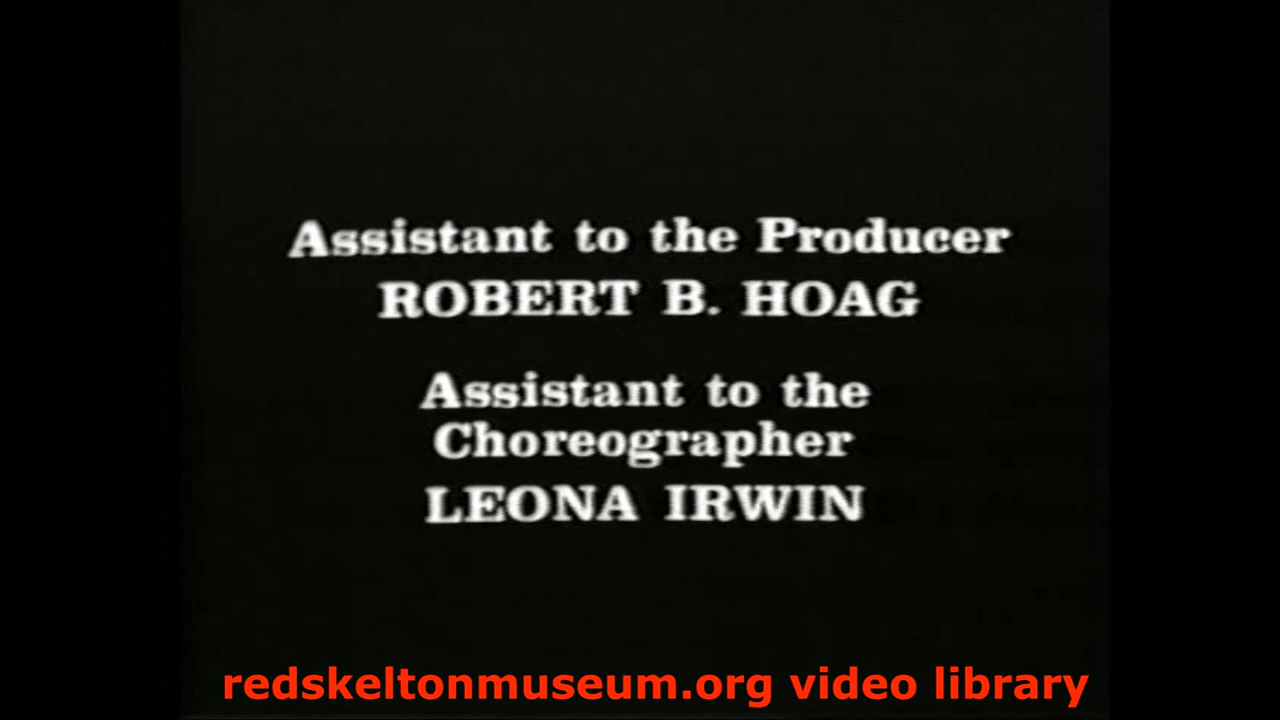 Assistant to the Producer
ROBERT B. HOAG
Assistant to the
Choreographer
LEONA IRWIN
redskeltonmuseum.org video library